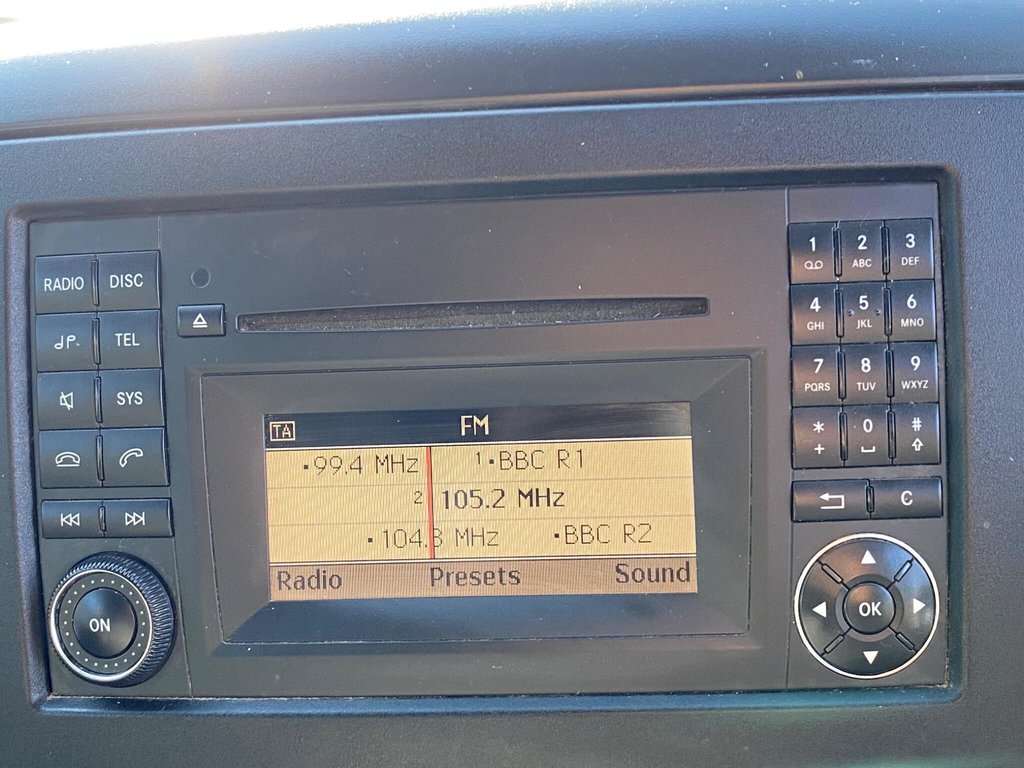 RADIO DISC
TEL
SYS
ON
TA FM
99.4 MHz 1 BBC R1
2 105.2 MHz
104.3 MHz BBC R2
Radio Presets Sound
1 2 ABC 3 DEF
4 GHI 5 JKL 6 MNO
7 PQRS 8 TUV 9 WXYZ
* + 0 #
C
OK